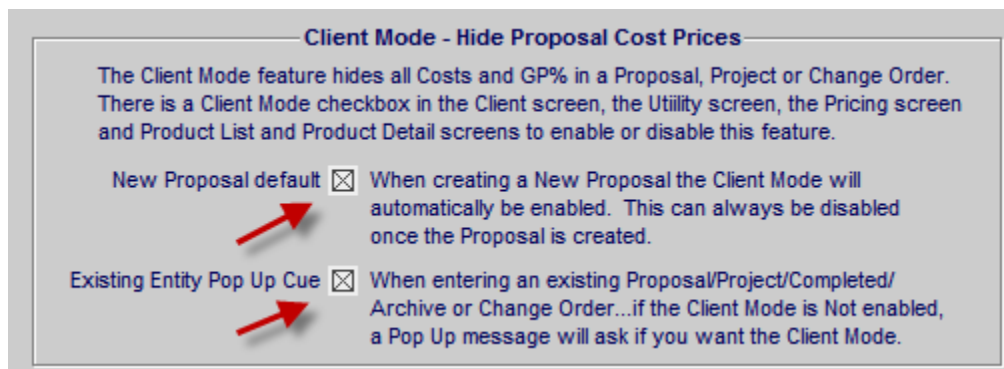 Client Mode - Hide Proposal Cost Prices
The Client Mode feature hides all Costs and GP% in a Proposal, Project or Change Order.
There is a Client Mode checkbox in the Client screen, the Utiility screen, the Pricing screen
and Product List and Product Detail screens to enable or disable this feature.
New Proposal default When creating a New Proposal the Client Mode will
automatically be enabled. This can always be disabled
once the Proposal is created.
Existing Entity Pop Up Cue When entering an existing Proposal/Project/Completed/
Archive or Change Order...if the Client Mode is Not enabled,
a Pop Up message will ask if you want the Client Mode.